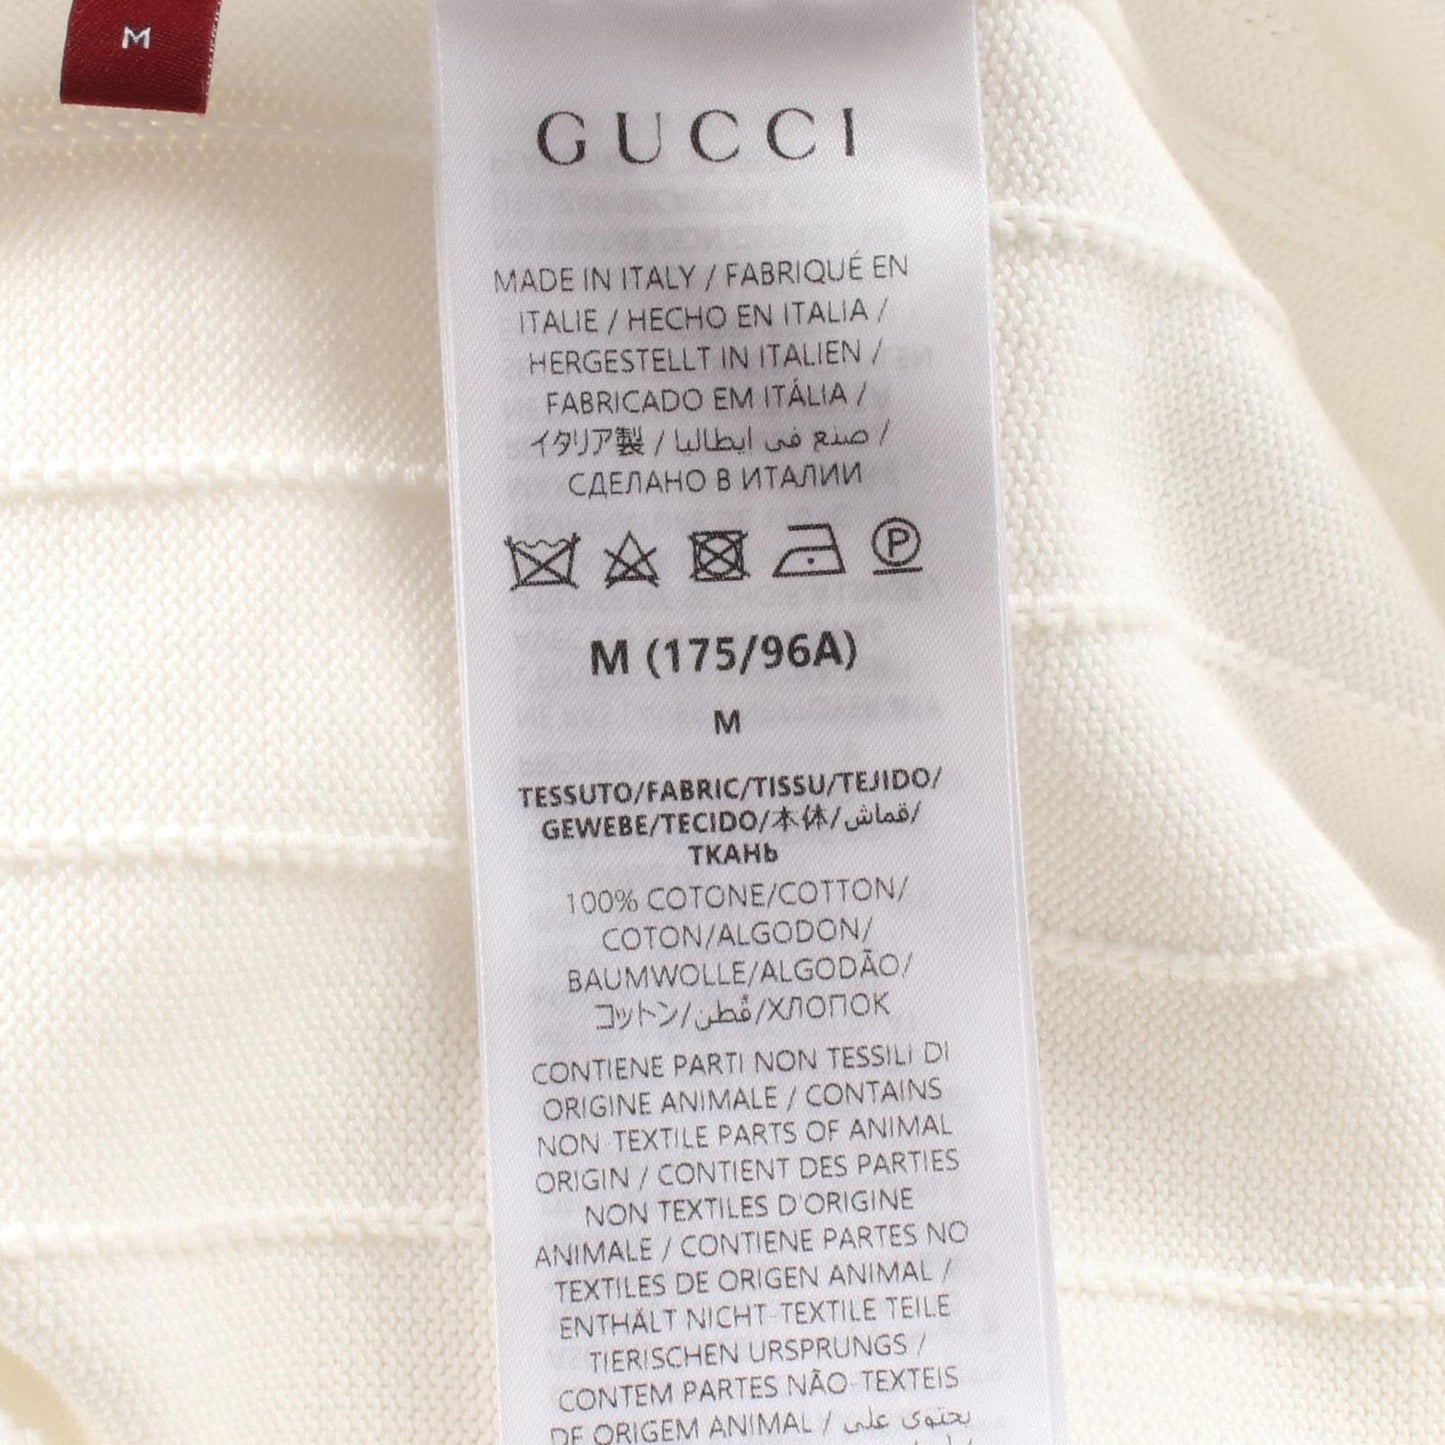 M
GUCCI
MADE IN ITALY / FABRIQUÉ EN
ITALIE / HECHO EN ITALIA /
HERGESTELLT IN ITALIEN /
FABRICADO EM ITÁLIA /
イタリア製 / صنع في ايطاليا /
СДЕЛАНО В ИТАЛИИ
P
M (175/96A)
M
TESSUTO/FABRIC/TISSU/TEJIDO/
GEWEBE/TECIDO/本体/قماش/
ТКАНЬ
100% COTONE/COTTON/
COTON/ALGODON/
BAUMWOLLE/ALGODÃO/
コットン/قُطن/ХЛОПОК
CONTIENE PARTI NON TESSILI DI
ORIGINE ANIMALE / CONTAINS
NON-TEXTILE PARTS OF ANIMAL
ORIGIN / CONTIENT DES PARTIES
NON TEXTILES D'ORIGINE
ANIMALE / CONTIENE PARTES NO
TEXTILES DE ORIGEN ANIMAL /
ENTHÄLT NICHT-TEXTILE TEILE
TIERISCHEN URSPRUNGS /
CONTEM PARTES NÃO-TEXTEIS
DE ORIGEM ANIMAL / يحتوى على